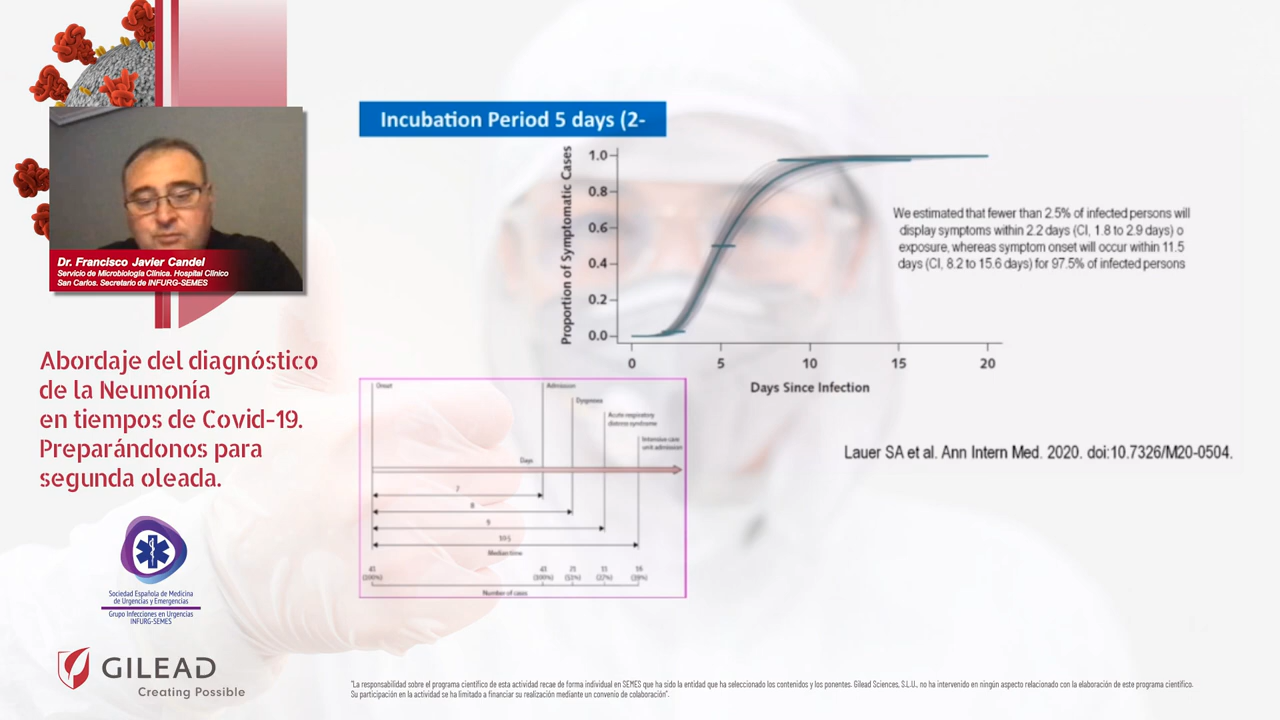 Dr. Francisco Javier Candel
Servicio de Microbiología Clínica. Hospital Clínico
San Carlos. Secretario de INFURG-SEMES
Abordaje del diagnóstico
de la Neumonía
en tiempos de Covid-19.
Preparándonos para
segunda oleada.
Sociedad Española de Medicina
de Urgencias y Emergencias
Grupo Infecciones en Urgencias
INFURG-SEMES
GILEAD
Creating Possible
Incubation Period 5 days (2-
Proportion of Symptomatic Cases
1.0
0.8
0.6
0.4
0.2
0.0
0 5 10 15 20
Days Since Infection
We estimated that fewer than 2.5% of infected persons will
display symptoms within 2.2 days (CI, 1.8 to 2.9 days) o
exposure, whereas symptom onset will occur within 11.5
days (CI, 8.2 to 15.6 days) for 97.5% of infected persons
Lauer SA et al. Ann Intern Med. 2020. doi:10.7326/M20-0504.
Onset
Admission
Dyspnoea
Acute respiratory
distress syndrome
Intensive care
unit admission
Days
7
8
9
10·5
Median time
41
(100%)
Number of cases
"La responsabilidad sobre el programa científico de esta actividad recae de forma individual en SEMES que ha sido la entidad que ha seleccionado los contenidos y los ponentes. Gilead Sciences, S.L.U., no ha intervenido en ningún aspecto relacionado con la elaboración de este programa científico.
Su participación en la actividad se ha limitado a financiar su realización mediante un convenio de colaboración".